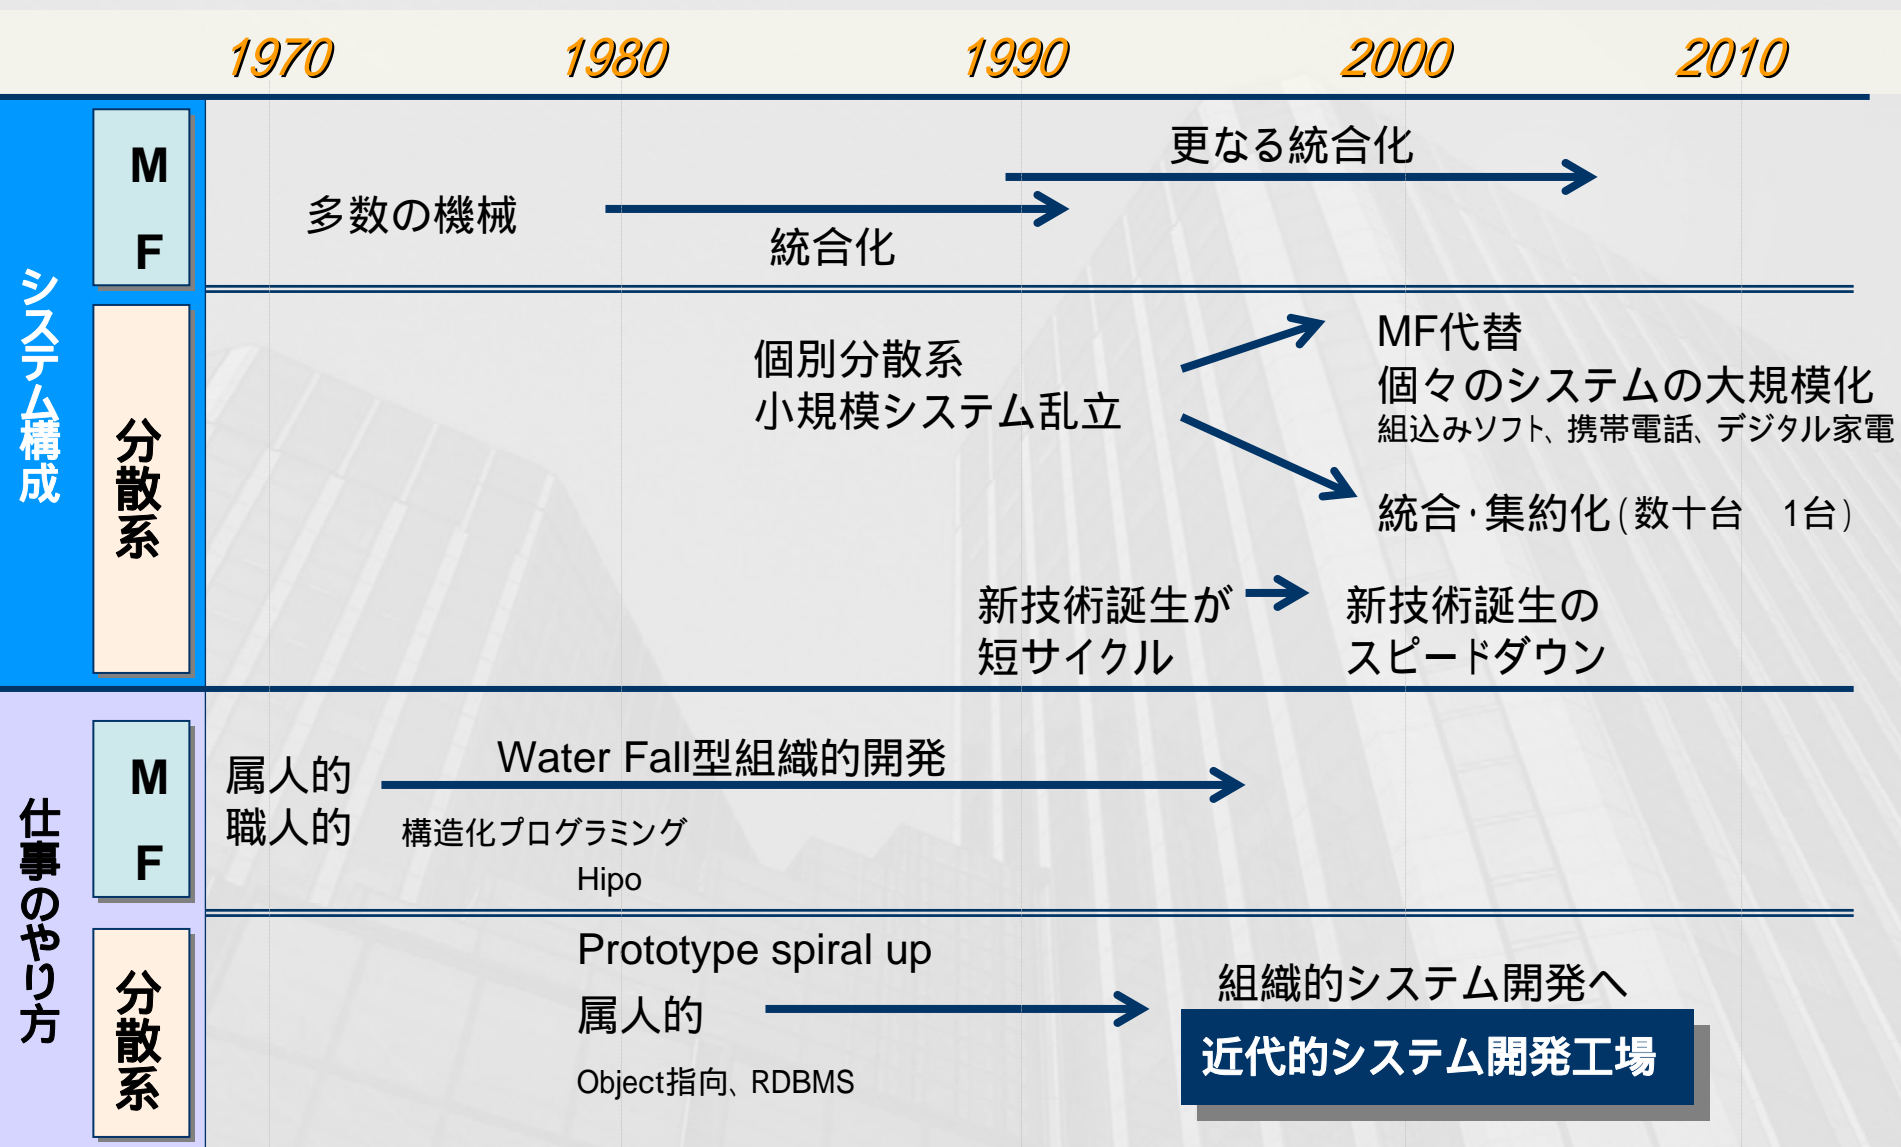 1970 1980 1990 2000 2010
システム構成
M
F
多数の機械
統合化
更なる統合化
分散系
個別分散系
小規模システム乱立
MF代替
個々のシステムの大規模化
組込みソフト、携帯電話、デジタル家電
統合・集約化(数十台　1台)
新技術誕生が
短サイクル
新技術誕生の
スピードダウン
仕事のやり方
M
F
属人的
職人的
Water Fall型組織的開発
構造化プログラミング
Hipo
分散系
Prototype spiral up
属人的
Object指向、RDBMS
組織的システム開発へ
近代的システム開発工場